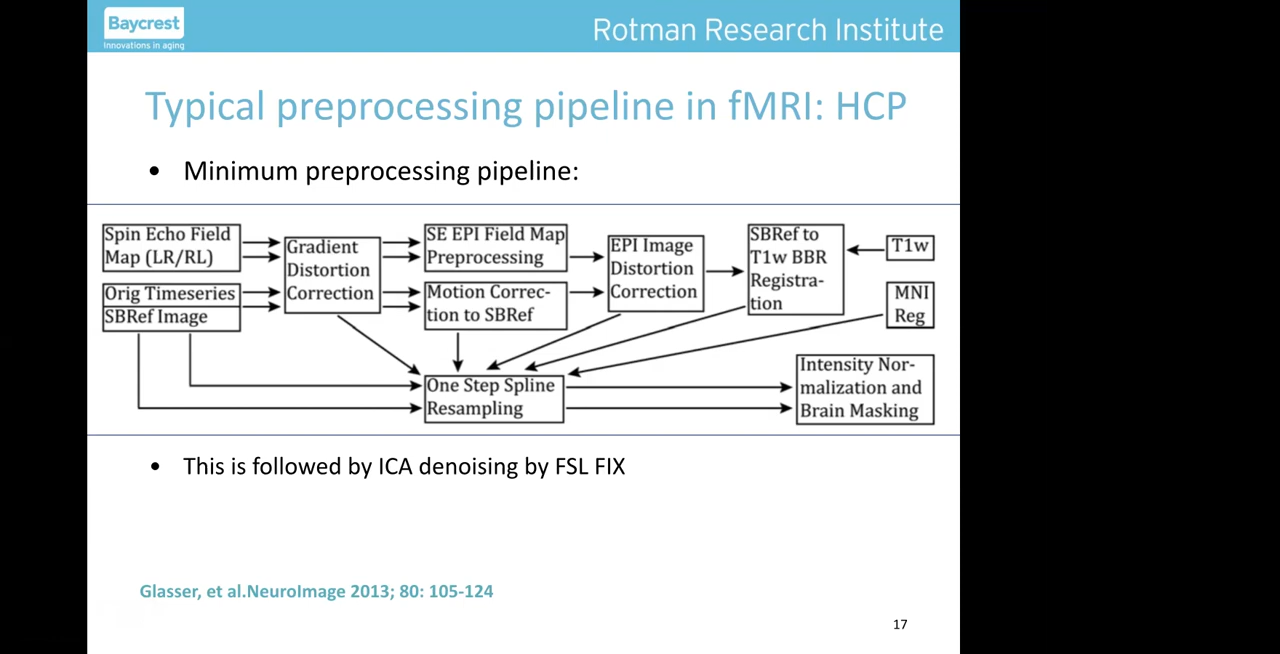 Baycrest
Innovations in aging
Rotman Research Institute
Typical preprocessing pipeline in fMRI: HCP
• Minimum preprocessing pipeline:
Spin Echo Field
Map (LR/RL)
Orig Timeseries
SBRef Image
Gradient
Distortion
Correction
SE EPI Field Map
Preprocessing
Motion Correc-
tion to SBRef
EPI Image
Distortion
Correction
SBRef to
T1w BBR
Registra-
tion
T1w
MNI
Reg
One Step Spline
Resampling
Intensity Nor-
malization and
Brain Masking
• This is followed by ICA denoising by FSL FIX
Glasser, et al.NeuroImage 2013; 80: 105-124
17